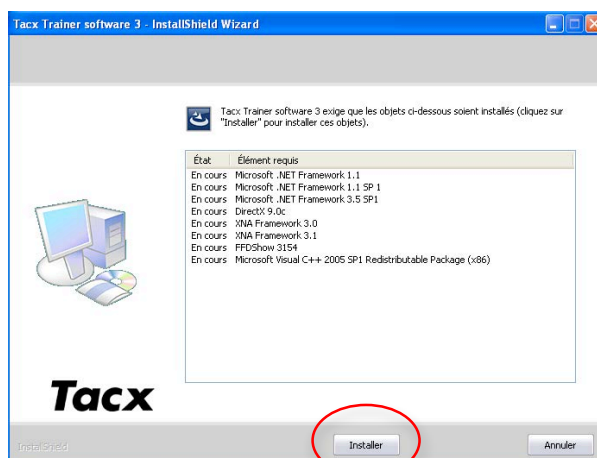 Tacx Trainer software 3 - InstallShield Wizard
Tacx Trainer software 3 exige que les objets ci-dessous soient installés (cliquez sur
"Installer" pour installer ces objets).
État Élément requis
En cours Microsoft .NET Framework 1.1
En cours Microsoft .NET Framework 1.1 SP 1
En cours Microsoft .NET Framework 3.5 SP1
En cours DirectX 9.0c
En cours XNA Framework 3.0
En cours XNA Framework 3.1
En cours FFDShow 3154
En cours Microsoft Visual C++ 2005 SP1 Redistributable Package (x86)
Tacx
InstallShield
Installer
Annuler